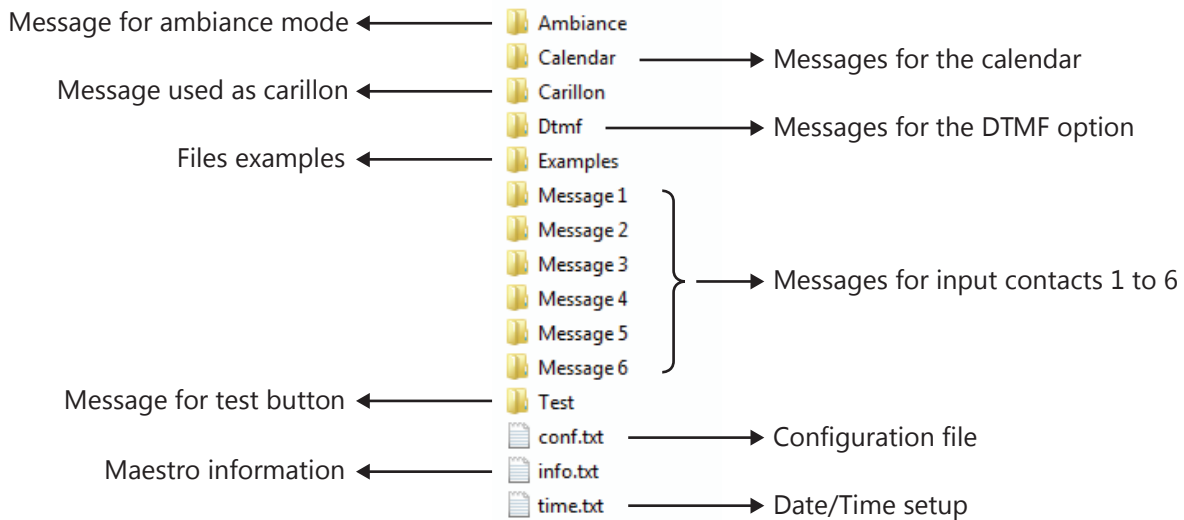 Message for ambiance mode Ambiance
Calendar Messages for the calendar
Message used as carillon Carillon
Dtmf Messages for the DTMF option
Files examples Examples
Message 1
Message 2
Message 3
Messages for input contacts 1 to 6
Message 4
Message 5
Message 6
Message for test button Test
conf.txt Configuration file
Maestro information info.txt
time.txt Date/Time setup